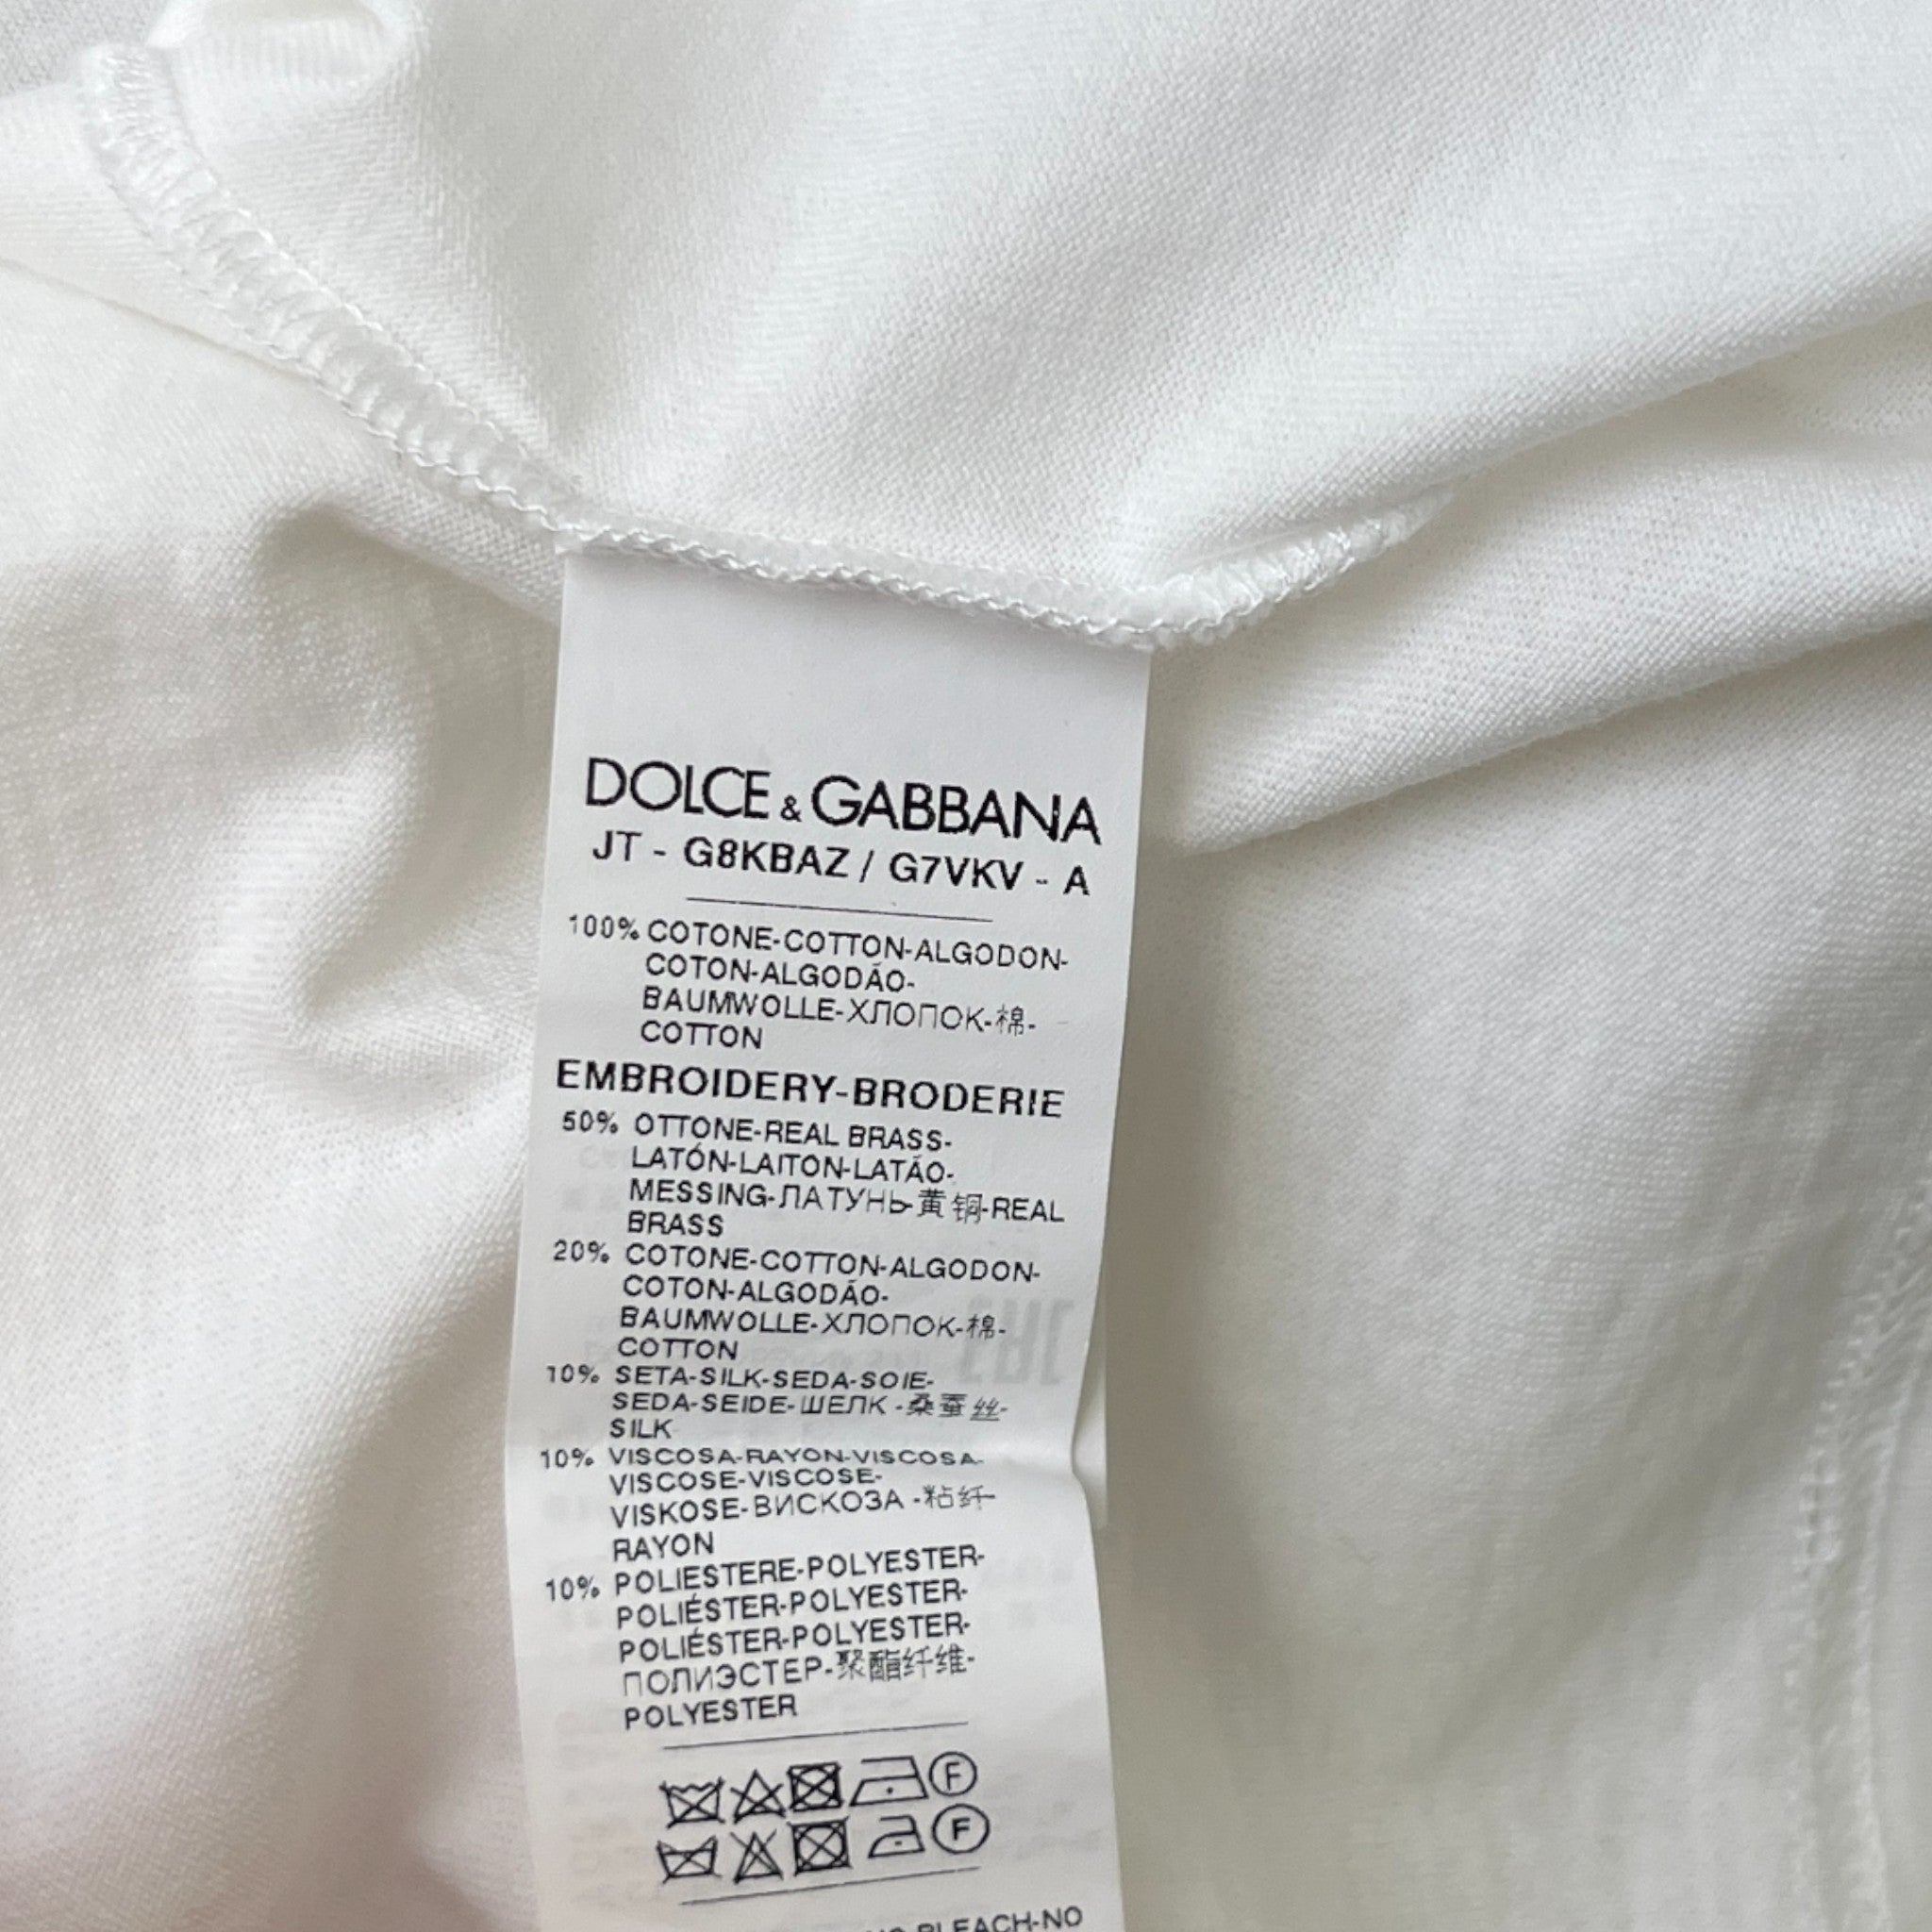 DOLCE & GABBANA
JT - G8KBAZ / G7VKV - A
100% COTONE-COTTON-ALGODON-
COTON-ALGODÃO-
BAUMWOLLE-ХЛОПОК-棉-
COTTON
EMBROIDERY-BRODERIE
50% OTTONE-REAL BRASS-
LATÓN-LAITON-LATÃO-
MESSING-ЛАТУНЬ-黄铜-REAL
BRASS
20% COTONE-COTTON-ALGODON-
COTON-ALGODÃO-
BAUMWOLLE-ХЛОПОК-棉-
COTTON
10% SETA-SILK-SEDA-SOIE-
SEDA-SEIDE-ШЕЛК -桑蚕丝-
SILK
10% VISCOSA-RAYON-VISCOSA-
VISCOSE-VISCOSE-
VISKOSE-ВИСКОЗА -粘纤-
RAYON
10% POLIESTERE-POLYESTER-
POLIÉSTER-POLYESTER-
POLIÉSTER-POLYESTER-
ПОЛИЭСТЕР-聚酯纤维-
POLYESTER
F
F
BLEACH-NO